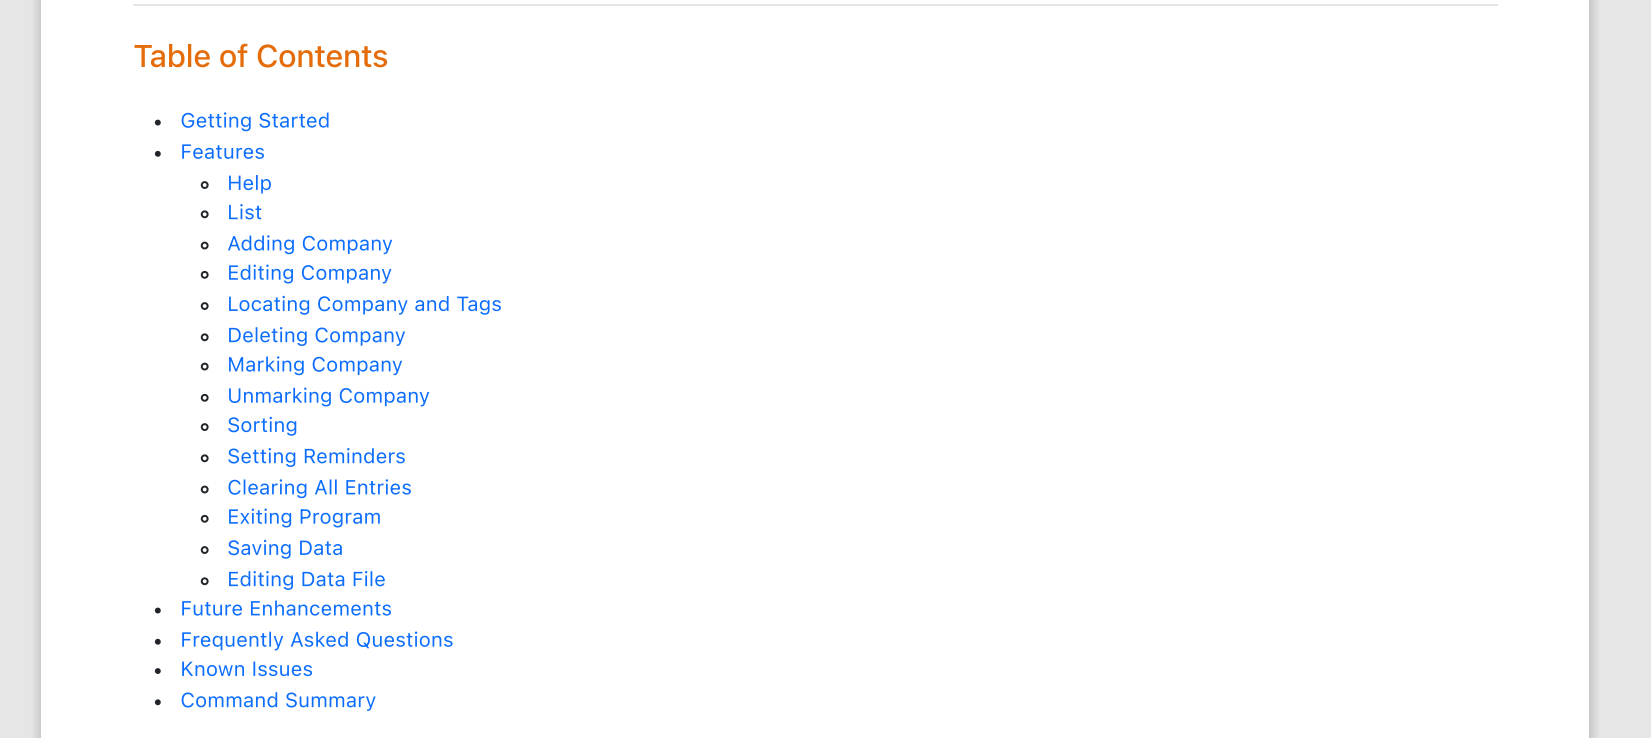 Table of Contents
Getting Started
Features
Help
List
Adding Company
Editing Company
Locating Company and Tags
Deleting Company
Marking Company
Unmarking Company
Sorting
Setting Reminders
Clearing All Entries
Exiting Program
Saving Data
Editing Data File
Future Enhancements
Frequently Asked Questions
Known Issues
Command Summary